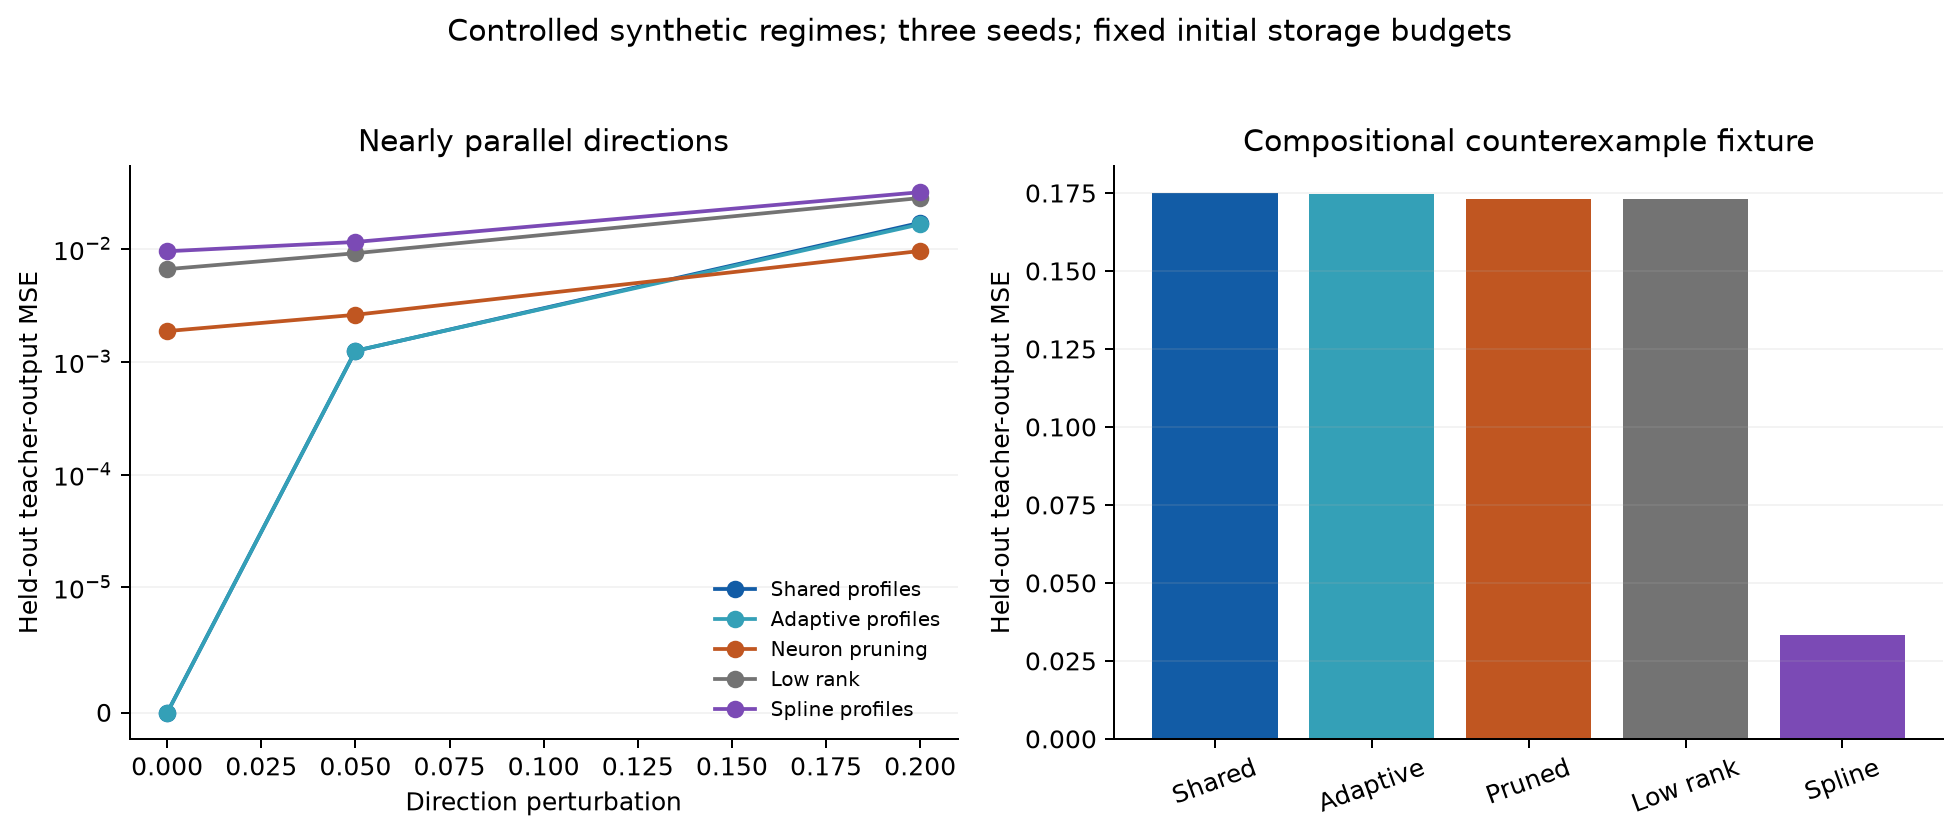 Controlled synthetic regimes; three seeds; fixed initial storage budgets
Nearly parallel directions
Held-out teacher-output MSE
10⁻²
10⁻³
10⁻⁴
10⁻⁵
0
Shared profiles
Adaptive profiles
Neuron pruning
Low rank
Spline profiles
0.000 0.025 0.050 0.075 0.100 0.125 0.150 0.175 0.200
Direction perturbation
Compositional counterexample fixture
Held-out teacher-output MSE
0.175
0.150
0.125
0.100
0.075
0.050
0.025
0.000
Shared Adaptive Pruned Low rank Spline